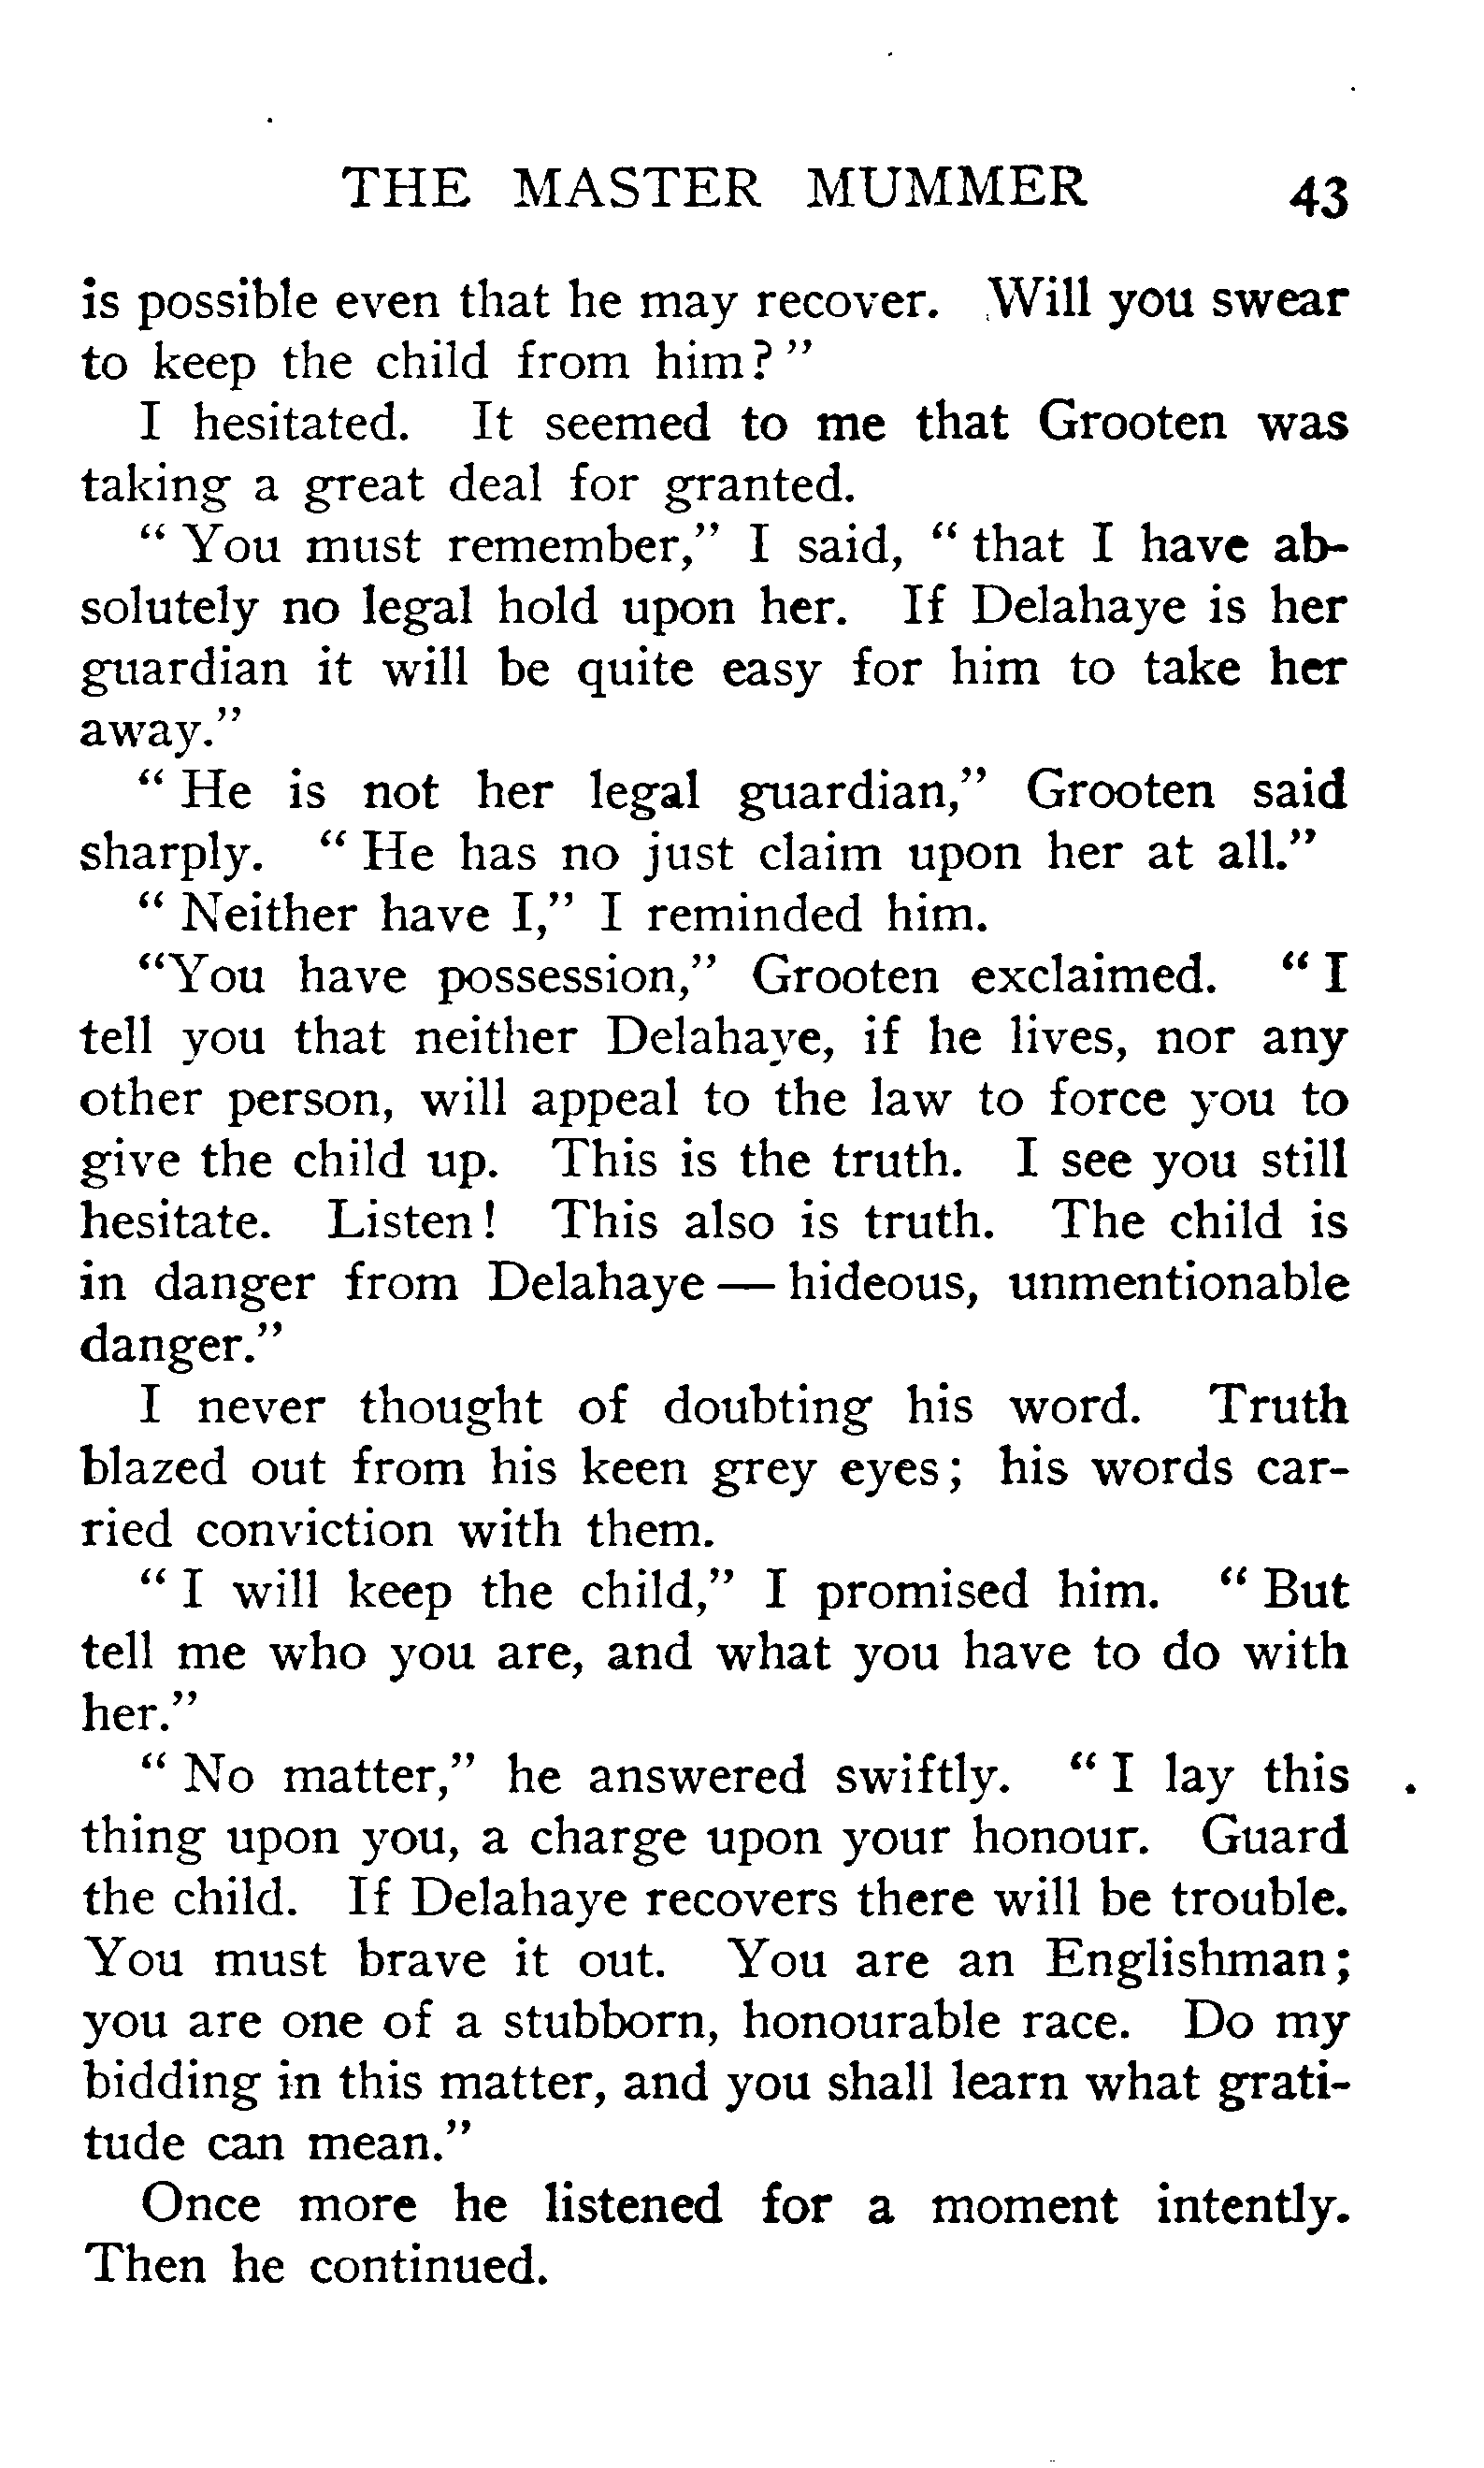 THE MASTER MUMMER 43
is possible even that he may recover. Will you swear
to keep the child from him?"
I hesitated. It seemed to me that Grooten was
taking a great deal for granted.
"You must remember," I said, "that I have ab-
solutely no legal hold upon her. If Delahaye is her
guardian it will be quite easy for him to take her
away."
"He is not her legal guardian," Grooten said
sharply. "He has no just claim upon her at all."
"Neither have I," I reminded him.
"You have possession," Grooten exclaimed. "I
tell you that neither Delahaye, if he lives, nor any
other person, will appeal to the law to force you to
give the child up. This is the truth. I see you still
hesitate. Listen! This also is truth. The child is
in danger from Delahaye — hideous, unmentionable
danger."
I never thought of doubting his word. Truth
blazed out from his keen grey eyes; his words car-
ried conviction with them.
"I will keep the child," I promised him. "But
tell me who you are, and what you have to do with
her."
"No matter," he answered swiftly. "I lay this
thing upon you, a charge upon your honour. Guard
the child. If Delahaye recovers there will be trouble.
You must brave it out. You are an Englishman;
you are one of a stubborn, honourable race. Do my
bidding in this matter, and you shall learn what grati-
tude can mean."
Once more he listened for a moment intently.
Then he continued.